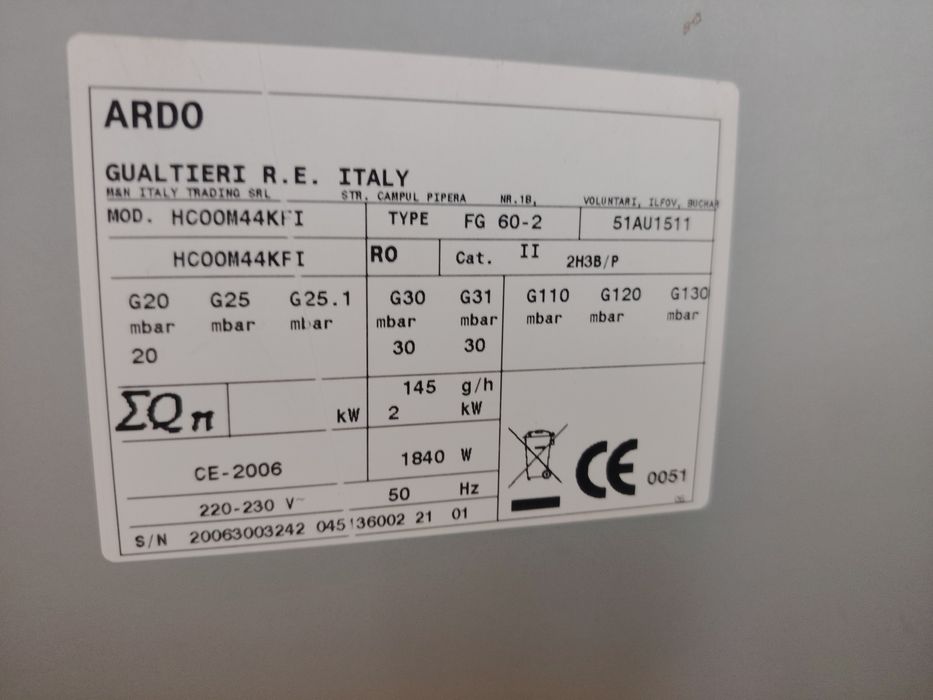 ARDO
GUALTIERI R.E. ITALY
M&N ITALY TRADING SRL STR. CAMPUL PIPERA NR.1B, VOLUNTARI, ILFOV, BUCHAR
MOD. HCOOM44KFI TYPE FG 60-2 51AU1511
HCOOM44KFI RO Cat. II 2H3B/P
G20 G25 G25.1 G30 G31 G110 G120 G130
mbar mbar mbar mbar mbar mbar mbar mbar
20 30 30
145 g/h
ΣQn kW 2 kW
CE-2006 1840 W
220-230 V~ 50 Hz
CE 0051
06
S/N 20063003242 045136002 21 01